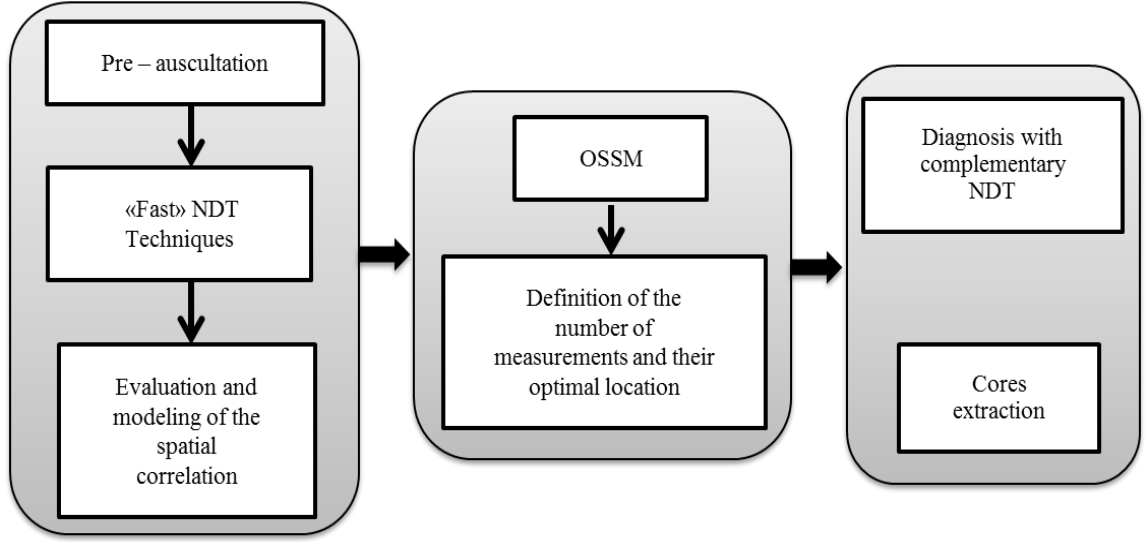 Pre – auscultation
«Fast» NDT
Techniques
Evaluation and
modeling of the
spatial
correlation
OSSM
Definition of the
number of
measurements and their
optimal location
Diagnosis with
complementary
NDT
Cores
extraction